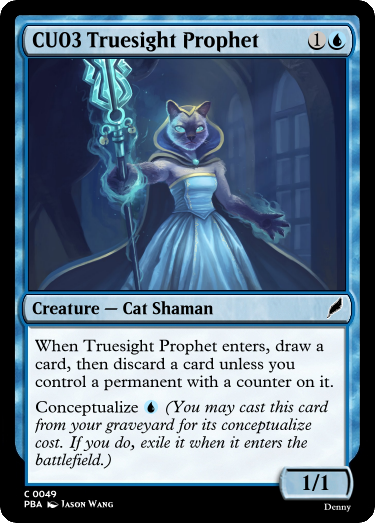 CU03 Truesight Prophet 1
Creature — Cat Shaman
When Truesight Prophet enters, draw a
card, then discard a card unless you
control a permanent with a counter on it.
Conceptualize (You may cast this card
from your graveyard for its conceptualize
cost. If you do, exile it when it enters the
battlefield.)
1/1
C 0049
PBA Jason Wang
Denny